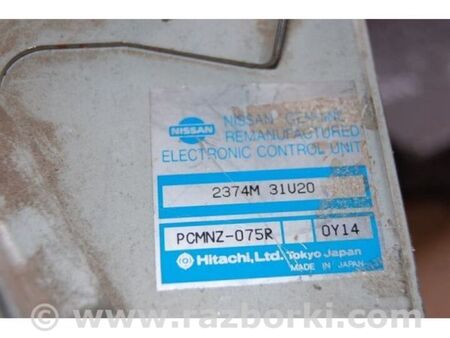 NISSAN GENUINE
NISSAN
REMANUFACTURED
ELECTRONIC CONTROL UNIT
2374M 31U20
PCMNZ-075R 0Y14
Hitachi, Ltd. Tokyo Japan
MADE IN JAPAN
© www.razborki.com